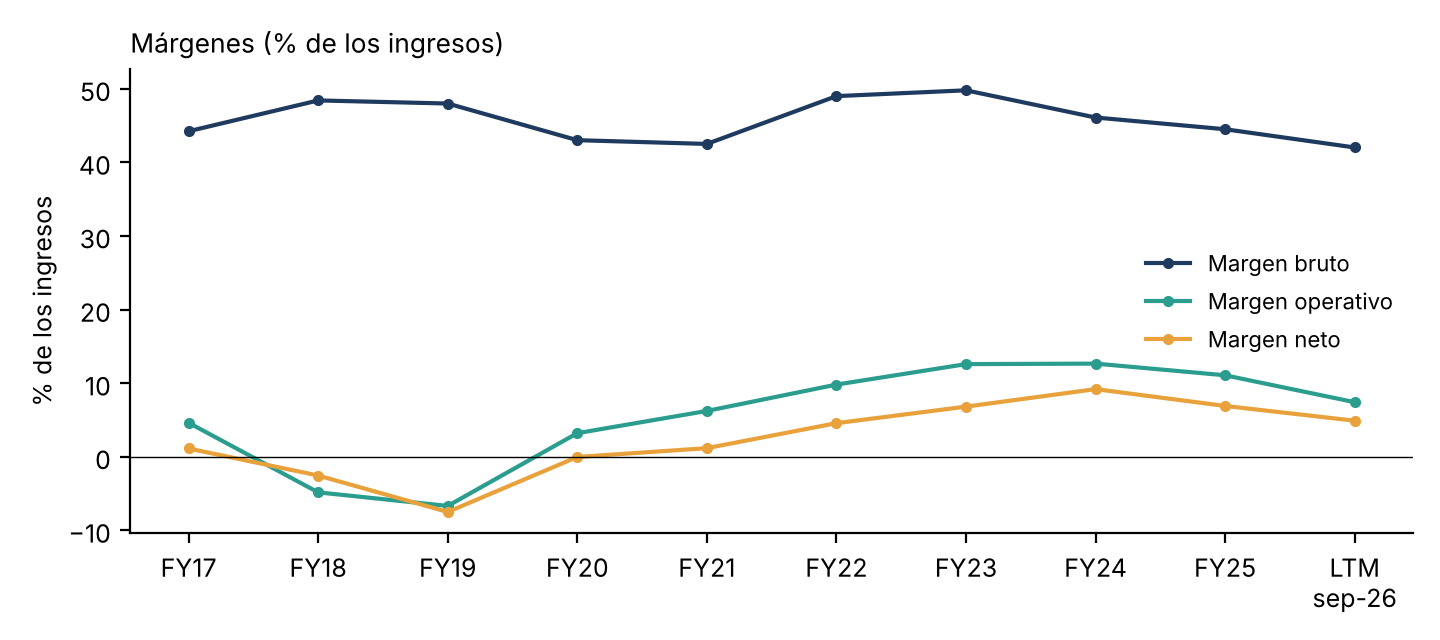 Márgenes (% de los ingresos)
% de los ingresos
50
40
30
20
10
0
−10
Margen bruto
Margen operativo
Margen neto
FY17 FY18 FY19 FY20 FY21 FY22 FY23 FY24 FY25 LTM
sep-26